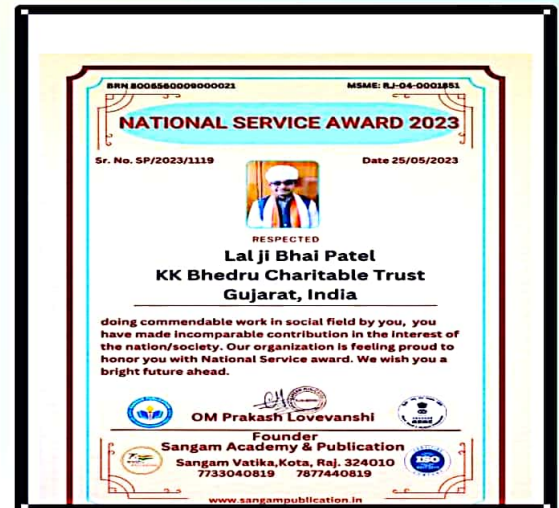 BRN 8008560009000021 MSME: RJ-04-0001851
NATIONAL SERVICE AWARD 2023
Sr. No. SP/2023/1119 Date 25/05/2023
RESPECTED
Lal ji Bhai Patel
KK Bhedru Charitable Trust
Gujarat, India
doing commendable work in social field by you, you
have made incomparable contribution in the interest of
the nation/society. Our organization is feeling proud to
honor you with National Service award. We wish you a
bright future ahead.
OM Prakash Lovevanshi
Founder
Sangam Academy & Publication
Sangam Vatika,Kota, Raj. 324010
7733040819 7877440819
ISO
www.sangampublication.in